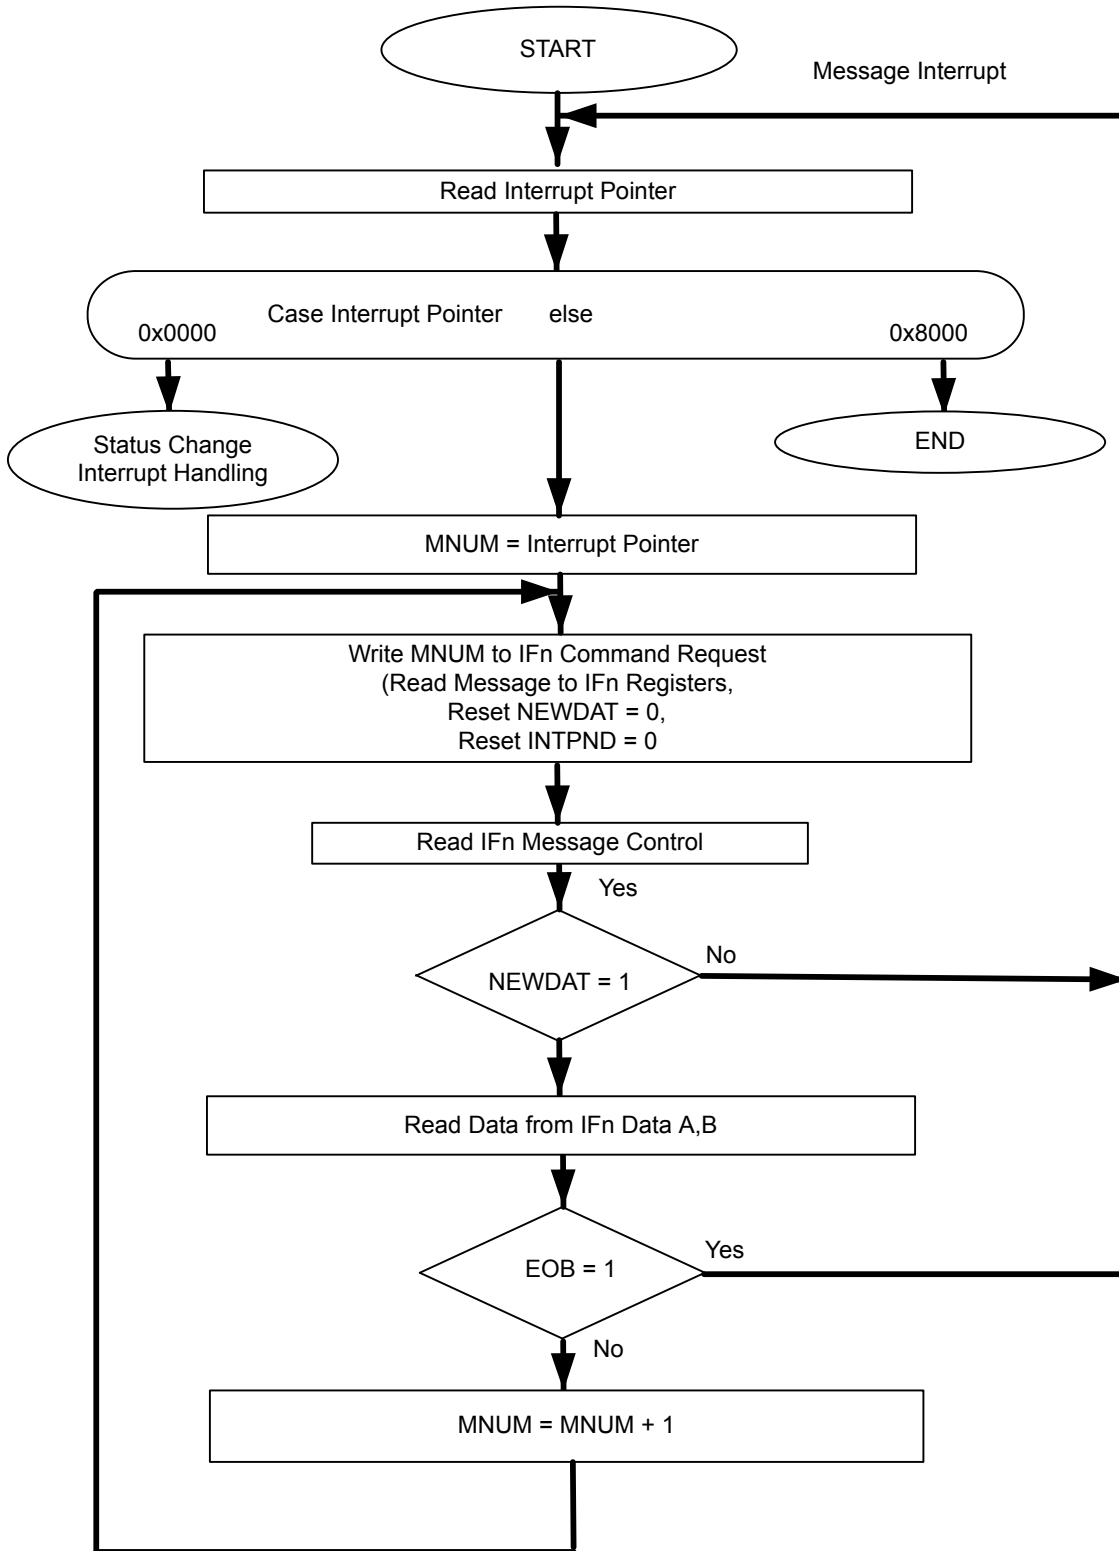 START
Message Interrupt
Read Interrupt Pointer
Case Interrupt Pointer else
0x0000 0x8000
Status Change
Interrupt Handling
END
MNUM = Interrupt Pointer
Write MNUM to IFn Command Request
(Read Message to IFn Registers,
Reset NEWDAT = 0,
Reset INTPND = 0
Read IFn Message Control
Yes
No
NEWDAT = 1
Read Data from IFn Data A,B
Yes
EOB = 1
No
MNUM = MNUM + 1